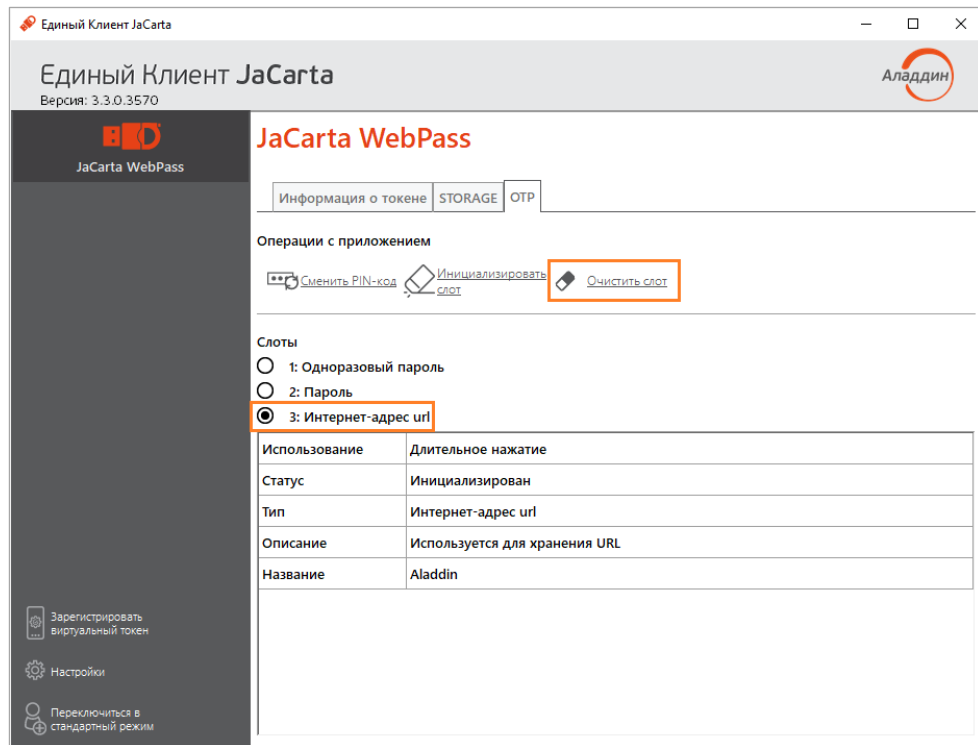 Единый Клиент JaCarta
Единый Клиент JaCarta
Версия: 3.3.0.3570
Аладдин
JaCarta WebPass
JaCarta WebPass
Информация о токене STORAGE OTP
Операции с приложением
Сменить PIN-код
Инициализировать
слот
Очистить слот
Слоты
1: Одноразовый пароль
2: Пароль
3: Интернет-адрес url
Использование Длительное нажатие
Статус Инициализирован
Тип Интернет-адрес url
Описание Используется для хранения URL
Название Aladdin
Зарегистрировать
виртуальный токен
Настройки
Переключиться в
стандартный режим